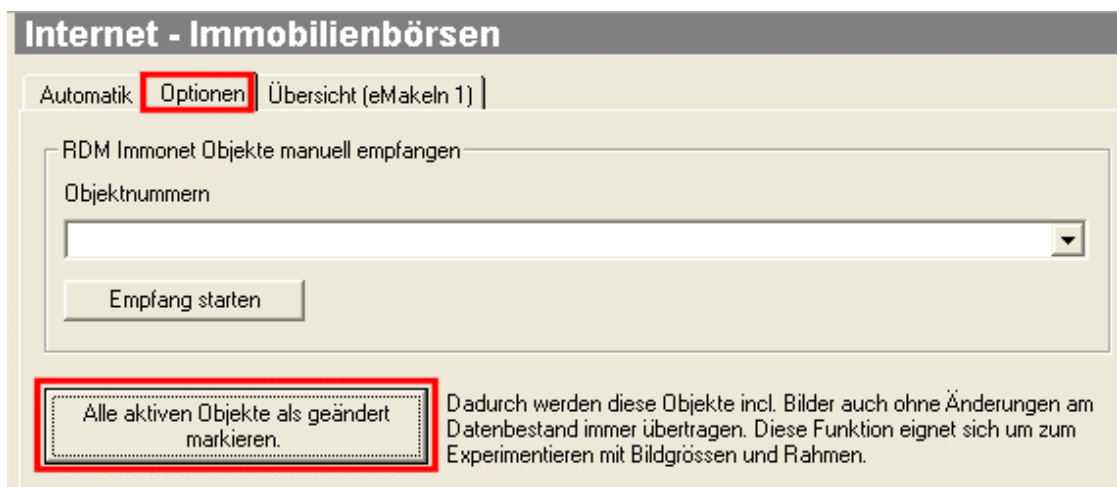 Internet - Immobilienbörsen
Automatik Optionen Übersicht (eMakeln 1)
RDM Immonet Objekte manuell empfangen
Objektnummern
Empfang starten
Alle aktiven Objekte als geändert
markieren.
Dadurch werden diese Objekte incl. Bilder auch ohne Änderungen am
Datenbestand immer übertragen. Diese Funktion eignet sich um zum
Experimentieren mit Bildgrössen und Rahmen.